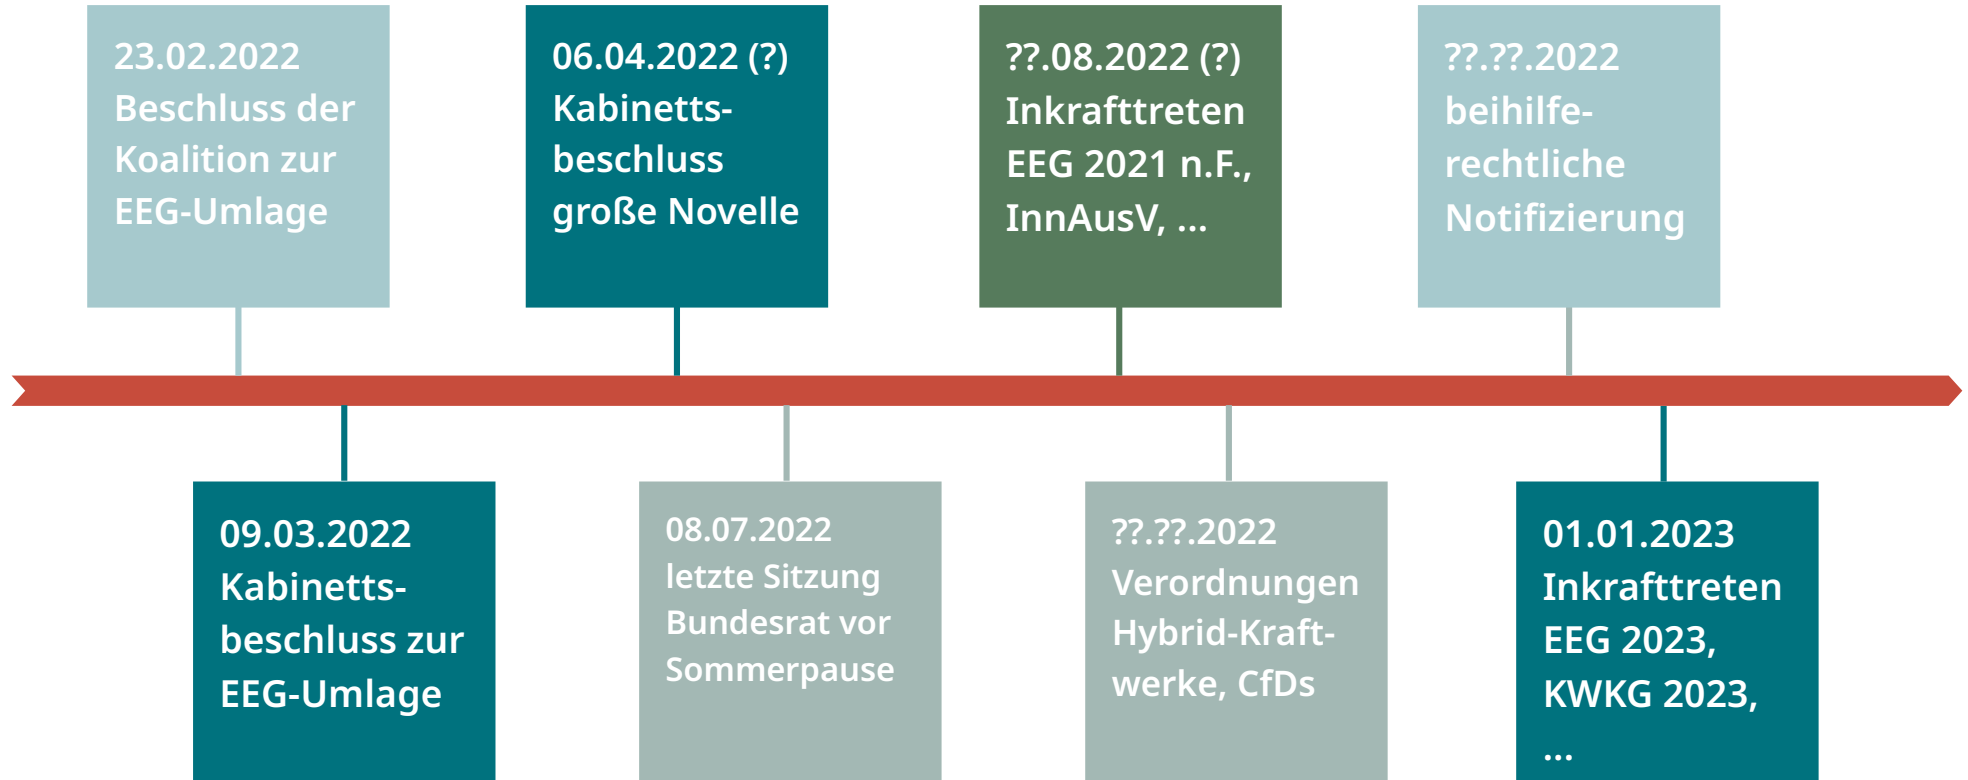 23.02.2022
Beschluss der
Koalition zur
EEG-Umlage
06.04.2022 (?)
Kabinetts-
beschluss
große Novelle
??.08.2022 (?)
Inkrafttreten
EEG 2021 n.F.,
InnAusV, ...
??.??.2022
beihilfe-
rechtliche
Notifizierung
09.03.2022
Kabinetts-
beschluss zur
EEG-Umlage
08.07.2022
letzte Sitzung
Bundesrat vor
Sommerpause
??.??.2022
Verordnungen
Hybrid-Kraft-
werke, CfDs
01.01.2023
Inkrafttreten
EEG 2023,
KWKG 2023,
...